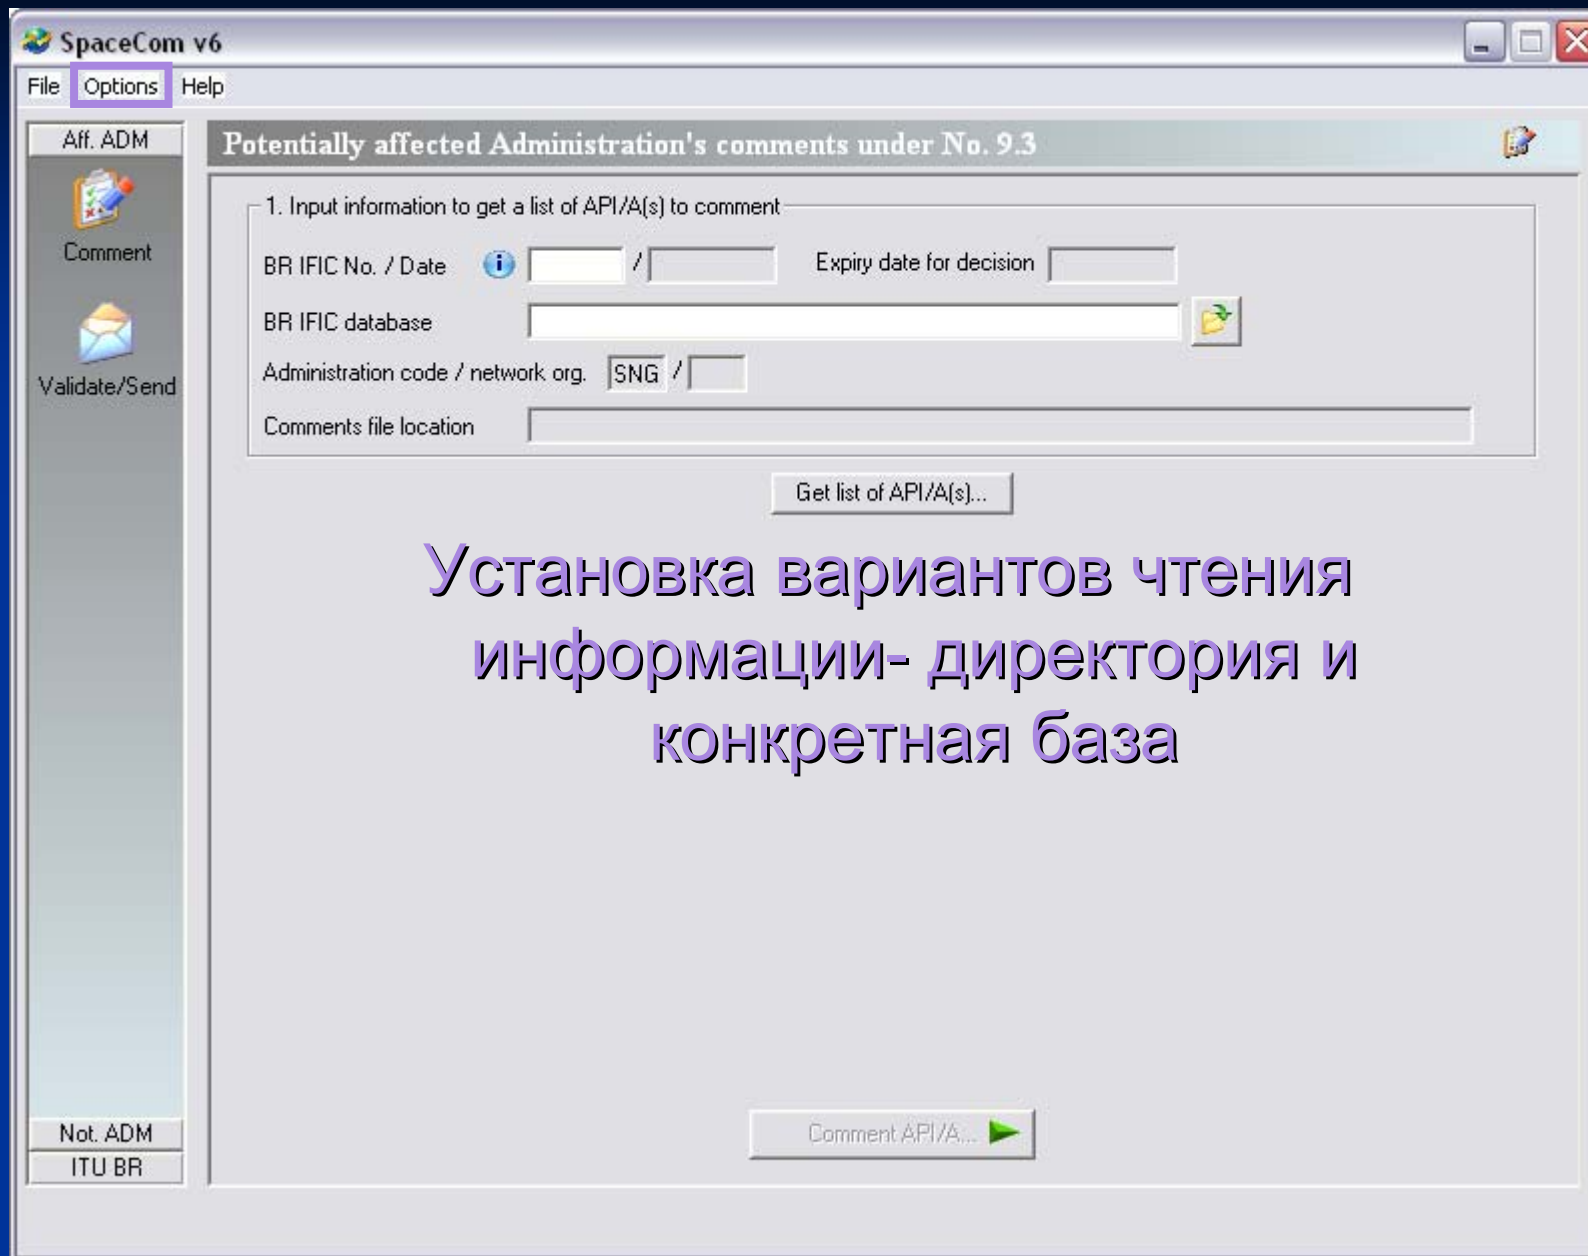 SpaceCom v6
File Options Help
Aff. ADM
Comment
Validate/Send
Not. ADM
ITU BR
Potentially affected Administration's comments under No. 9.3
1. Input information to get a list of API/A(s) to comment
BR IFIC No. / Date / Expiry date for decision
BR IFIC database
Administration code / network org. SNG /
Comments file location
Get list of API/A(s)...
Установка вариантов чтения
информации- директория и
конкретная база
Comment API/A...